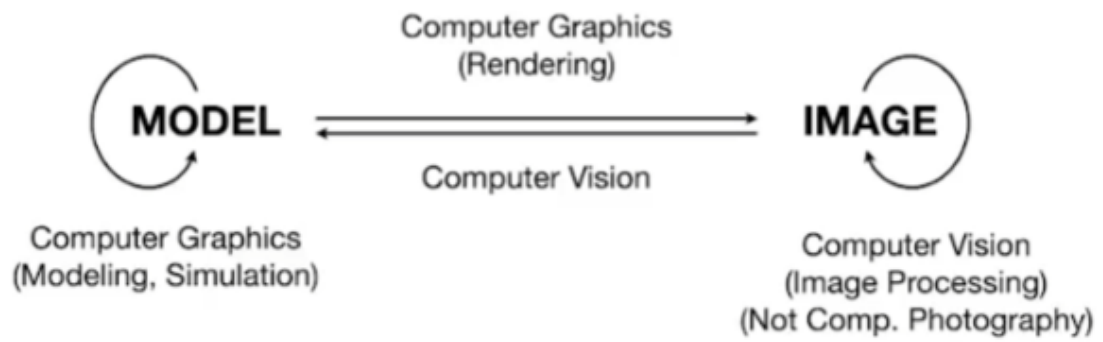 Computer Graphics
(Rendering)
MODEL
IMAGE
Computer Vision
Computer Graphics
(Modeling, Simulation)
Computer Vision
(Image Processing)
(Not Comp. Photography)